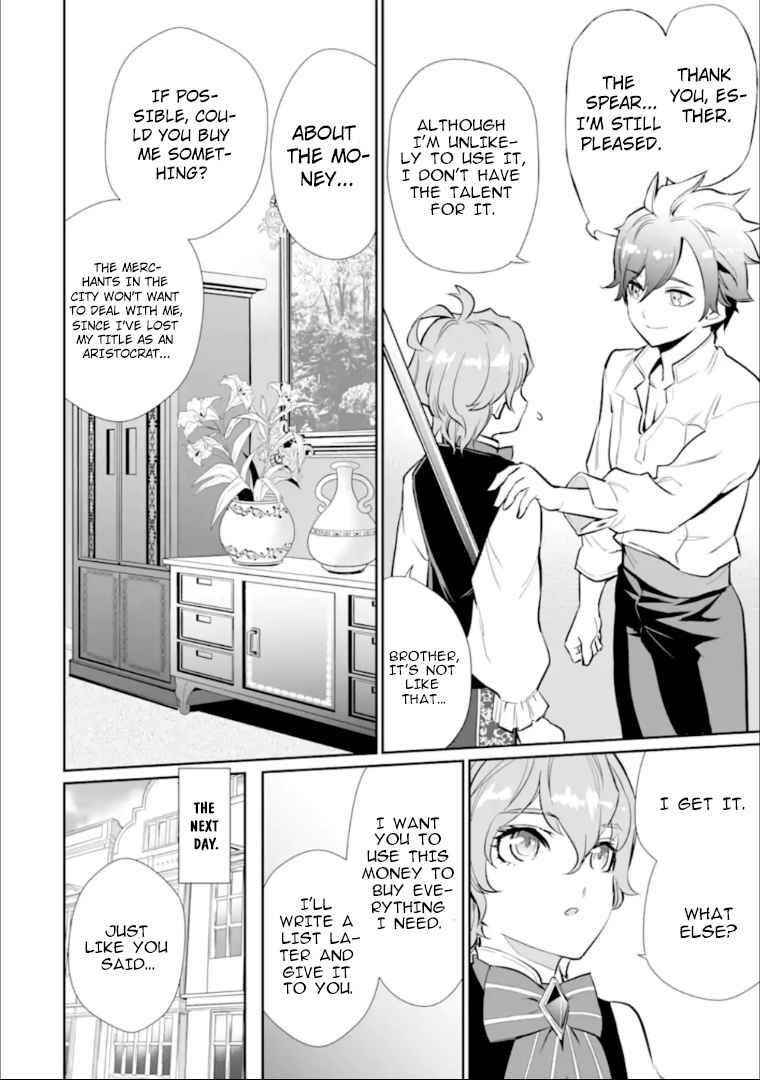 THANK
YOU, ES-
THER.
THE
SPEAR...
I'M STILL
PLEASED.
ALTHOUGH
I'M UNLIKE-
LY TO USE IT,
I DON'T HAVE
THE TALENT
FOR IT.
BROTHER,
IT'S NOT
LIKE
THAT...
ABOUT
THE MO-
NEY...
IF POS-
SIBLE, COU-
LD YOU BUY
ME SOMET-
HING?
THE MERC-
HANTS IN THE
CITY WON'T WANT
TO DEAL WITH ME,
SINCE I'VE LOST
MY TITLE AS AN
ARISTOCRAT...
I GET IT.
WHAT
ELSE?
I WANT
YOU TO
USE THIS
MONEY TO
BUY EVE-
RYTHING
I NEED.
I'LL
WRITE A
LIST LA-
TER AND
GIVE IT
TO YOU.
THE
NEXT
DAY.
JUST
LIKE YOU
SAID...